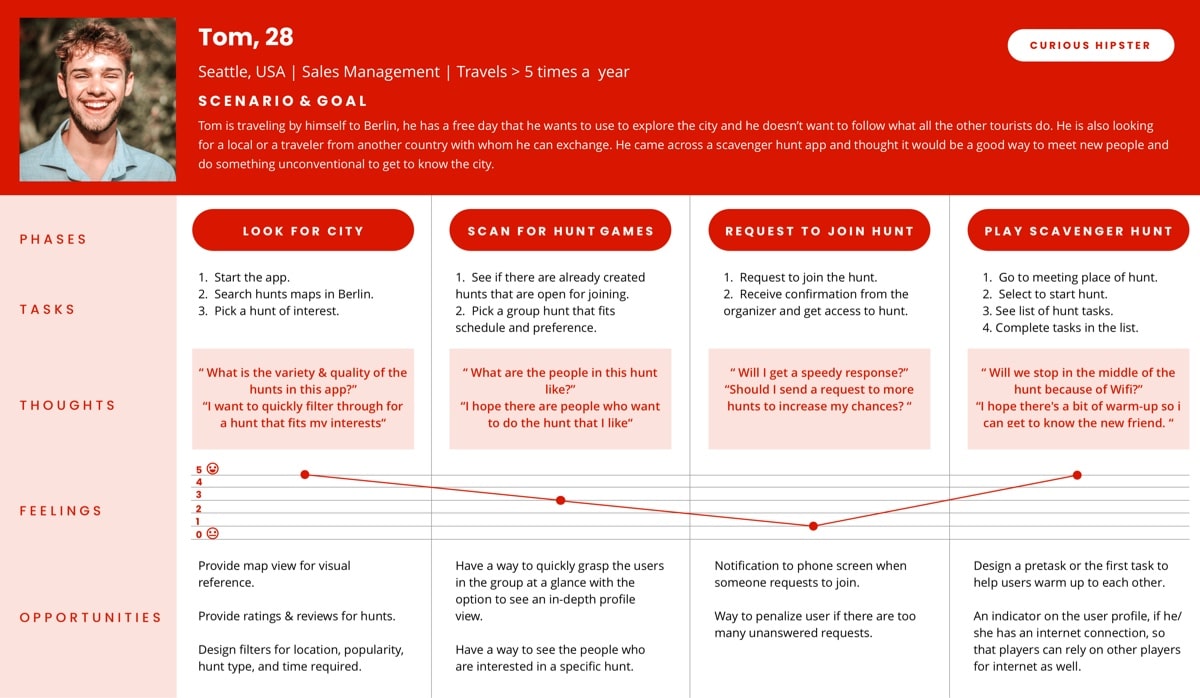 Tom, 28
CURIOUS HIPSTER
Seattle, USA | Sales Management | Travels > 5 times a year
SCENARIO & GOAL
Tom is traveling by himself to Berlin, he has a free day that he wants to use to explore the city and he doesn't want to follow what all the other tourists do. He is also looking
for a local or a traveler from another country with whom he can exchange. He came across a scavenger hunt app and thought it would be a good way to meet new people and
do something unconventional to get to know the city.
PHASES
LOOK FOR CITY
SCAN FOR HUNT GAMES
REQUEST TO JOIN HUNT
PLAY SCAVENGER HUNT
TASKS
1. Start the app.
2. Search hunts maps in Berlin.
3. Pick a hunt of interest.
1. See if there are already created
hunts that are open for joining.
2. Pick a group hunt that fits
schedule and preference.
1. Request to join the hunt.
2. Receive confirmation from the
organizer and get access to hunt.
1. Go to meeting place of hunt.
2. Select to start hunt.
3. See list of hunt tasks.
4. Complete tasks in the list.
THOUGHTS
“ What is the variety & quality of the
hunts in this app?”
“I want to quickly filter through for
a hunt that fits my interests”
“ What are the people in this hunt
like?”
“I hope there are people who want
to do the hunt that I like”
“ Will I get a speedy response?”
“Should I send a request to more
hunts to increase my chances? “
“ Will we stop in the middle of the
hunt because of Wifi?”
“I hope there's a bit of warm-up so i
can get to know the new friend. “
FEELINGS
5
4
3
2
1
0
OPPORTUNITIES
Provide map view for visual
reference.
Provide ratings & reviews for hunts.
Design filters for location, popularity,
hunt type, and time required.
Have a way to quickly grasp the users
in the group at a glance with the
option to see an in-depth profile
view.
Have a way to see the people who
are interested in a specific hunt.
Notification to phone screen when
someone requests to join.
Way to penalize user if there are too
many unanswered requests.
Design a pretask or the first task to
help users warm up to each other.
An indicator on the user profile, if he/
she has an internet connection, so
that players can rely on other players
for internet as well.